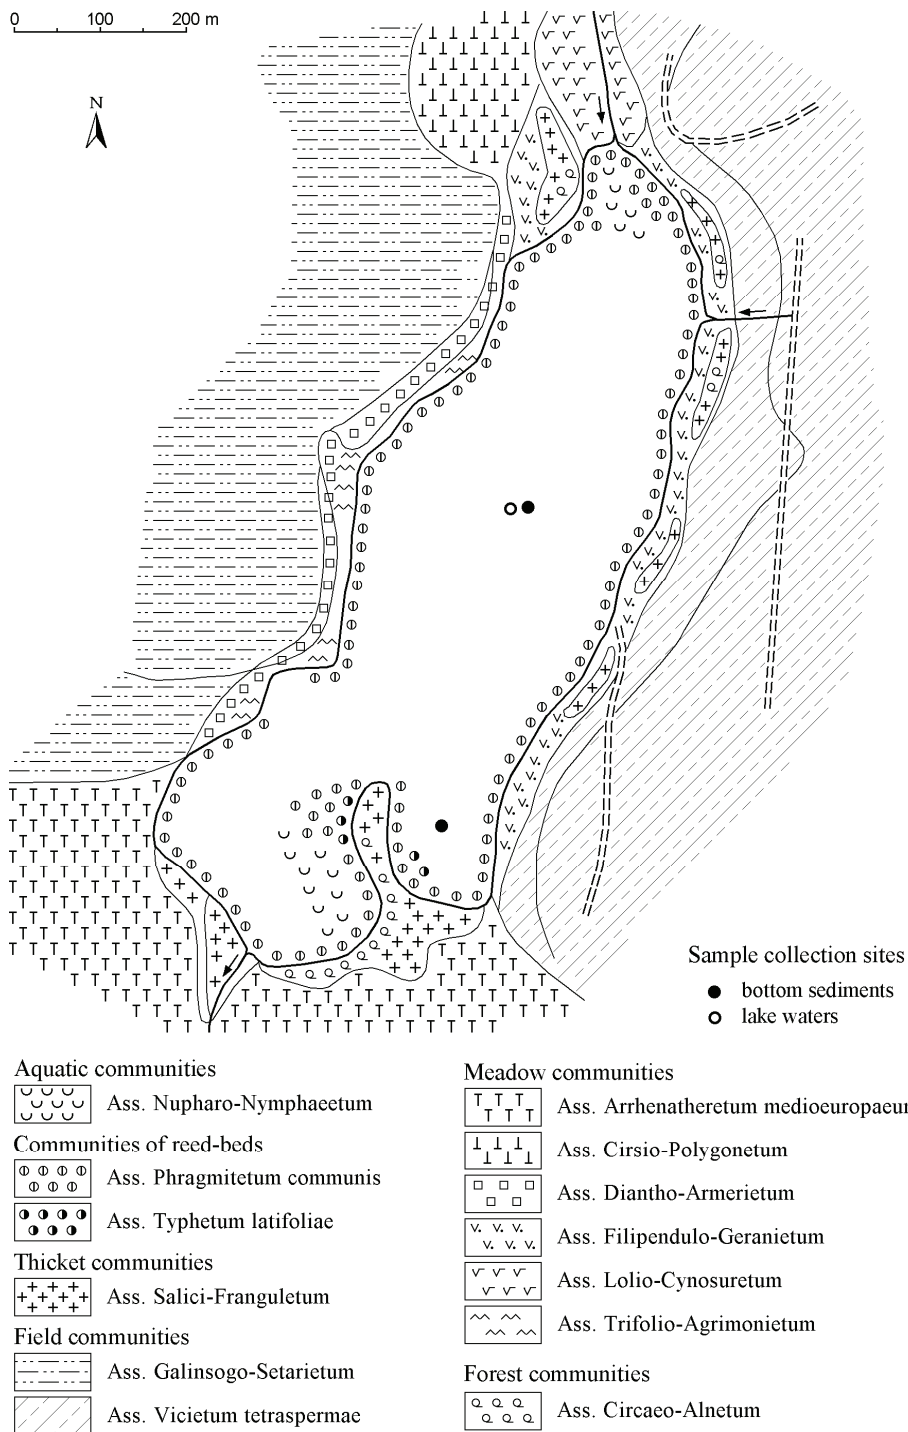 0 100 200 m
N
Sample collection sites
bottom sediments
lake waters
Aquatic communities
Ass. Nupharo-Nymphaeetum
Communities of reed-beds
Ass. Phragmitetum communis
Ass. Typhetum latifoliae
Thicket communities
Ass. Salici-Franguletum
Field communities
Ass. Galinsogo-Setarietum
Ass. Vicietum tetraspermae
Meadow communities
Ass. Arrhenatheretum medioeuropaeur
Ass. Cirsio-Polygonetum
Ass. Diantho-Armerietum
Ass. Filipendulo-Geranietum
Ass. Lolio-Cynosuretum
Ass. Trifolio-Agrimonietum
Forest communities
Ass. Circaeo-Alnetum